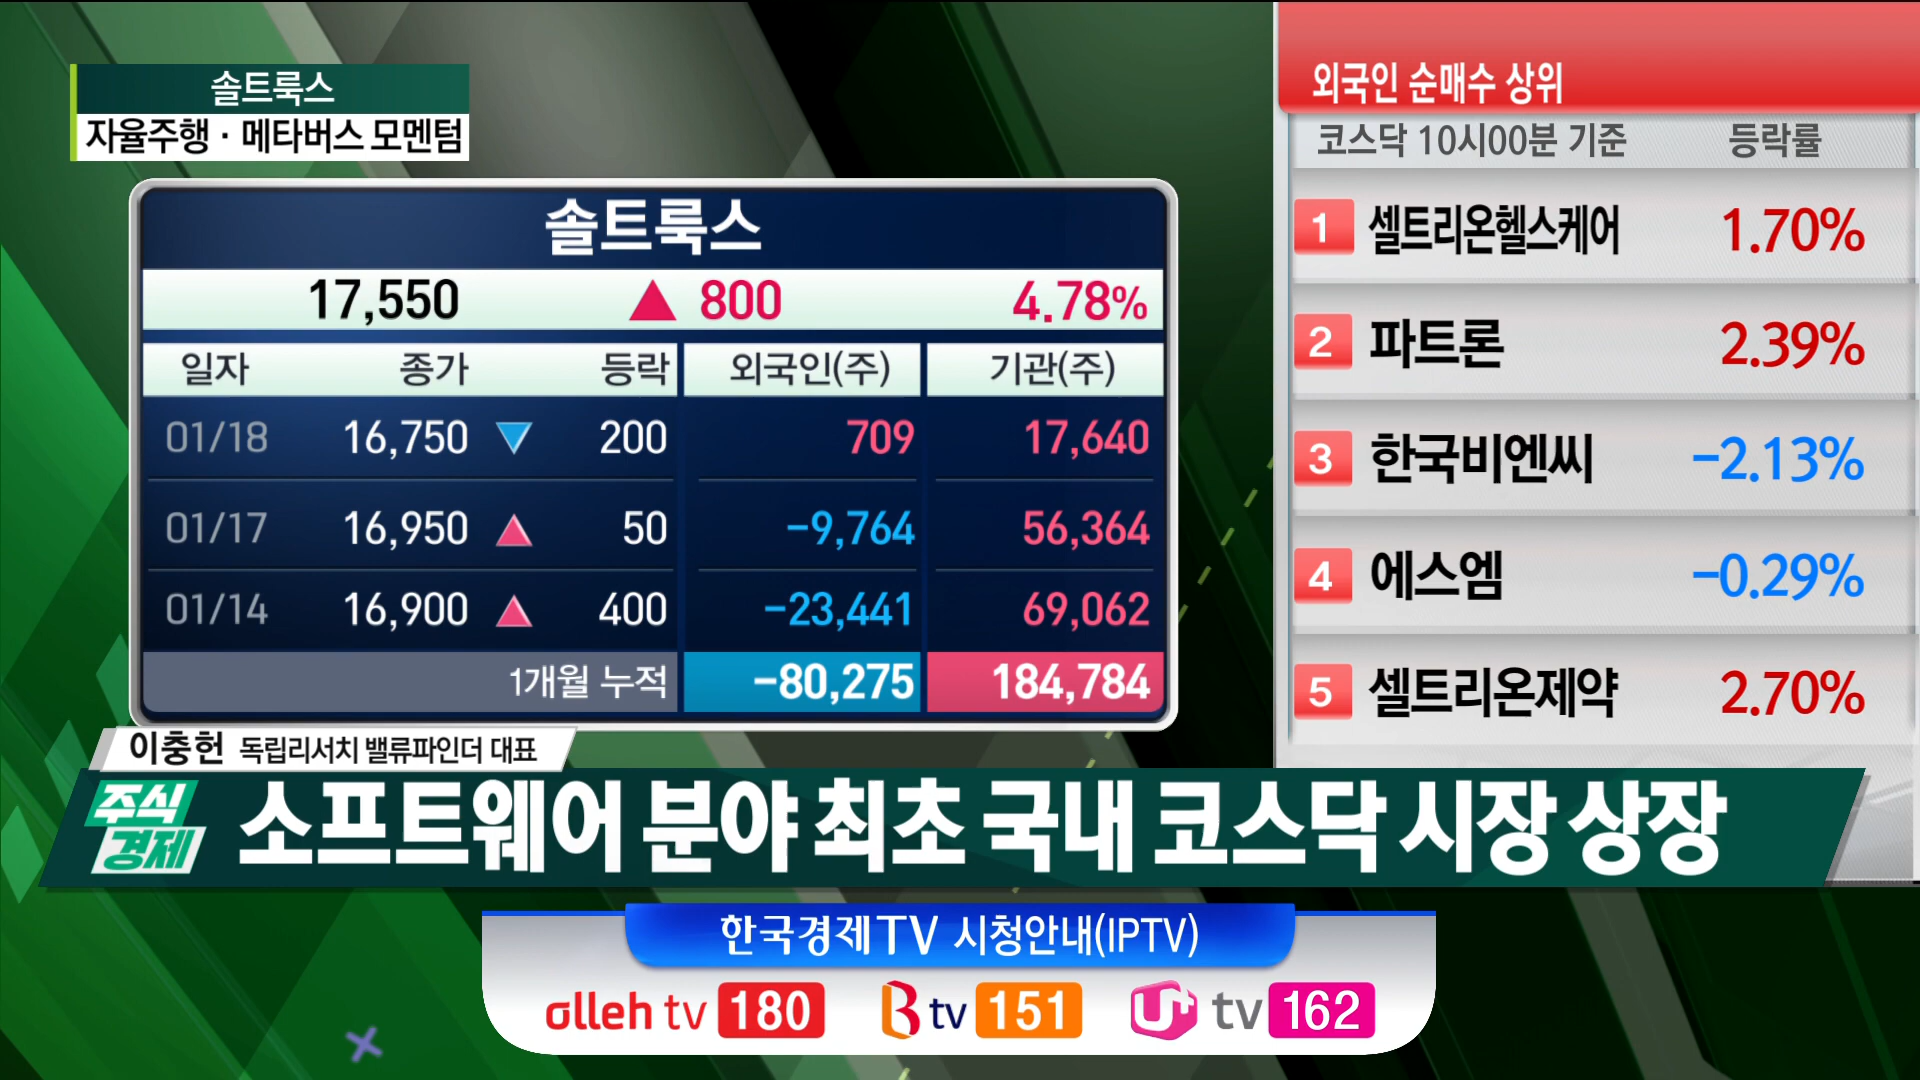 솔트룩스
자율주행 · 메타버스 모멘텀
솔트룩스
17,550 ▲ 800 4.78%
일자 종가 등락 외국인(주) 기관(주)
01/18 16,750 ▼ 200 709 17,640
01/17 16,950 ▲ 50 -9,764 56,364
01/14 16,900 ▲ 400 -23,441 69,062
1개월 누적 -80,275 184,784
외국인 순매수 상위
코스닥 10시00분 기준 등락률
1 셀트리온헬스케어 1.70%
2 파트론 2.39%
3 한국비엔씨 -2.13%
4 에스엠 -0.29%
5 셀트리온제약 2.70%
이충헌 독립리서치 밸류파인더 대표
주식
경제
소프트웨어 분야 최초 국내 코스닥 시장 상장
한국경제TV 시청안내(IPTV)
olleh tv 180 B tv 151 U+ tv 162